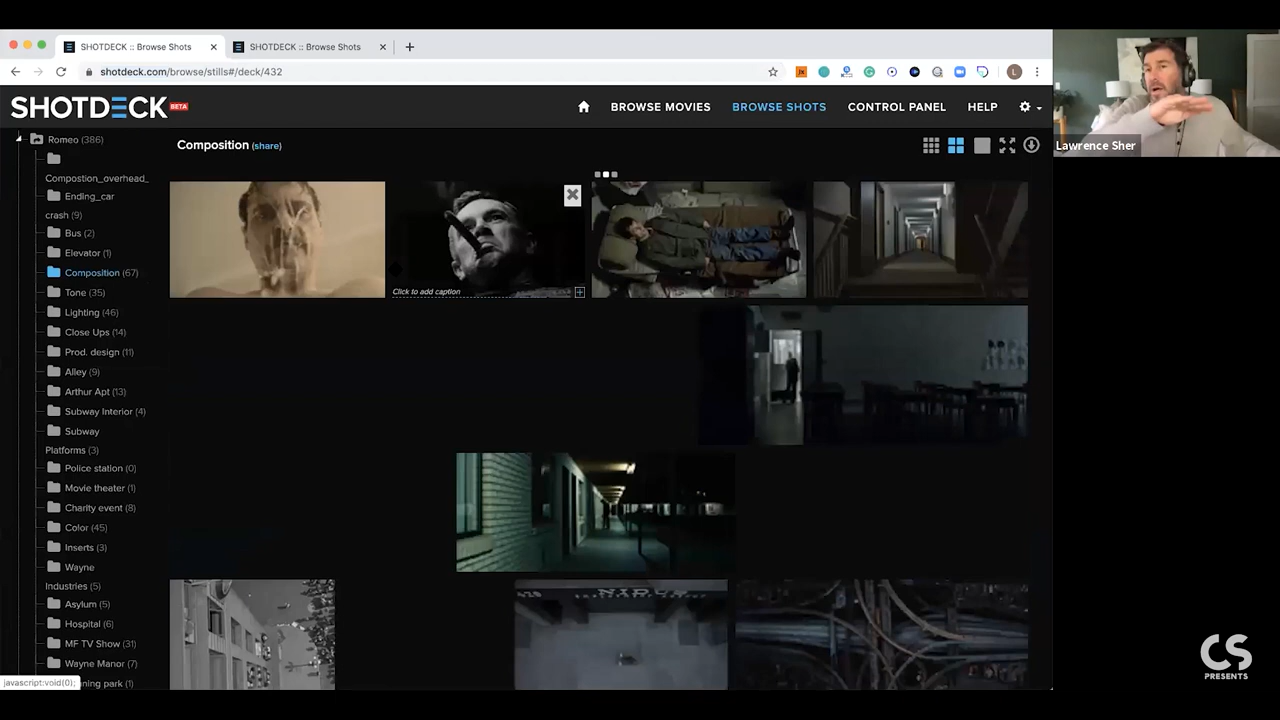 SHOTDECK :: Browse Shots
SHOTDECK :: Browse Shots
shotdeck.com/browse/stills#/deck/432
L
SHOTDECK BETA
BROWSE MOVIES
BROWSE SHOTS
CONTROL PANEL
HELP
Lawrence Sher
Romeo (386)
Composition (share)
Compostion_overhead_
Ending_car
crash (9)
Bus (2)
Elevator (1)
Composition (67)
Tone (35)
Lighting (46)
Close Ups (14)
Prod. design (11)
Alley (9)
Arthur Apt (13)
Subway Interior (4)
Subway
Platforms (3)
Police station (0)
Movie theater (1)
Charity event (8)
Color (45)
Inserts (3)
Wayne
Industries (5)
Asylum (5)
Hospital (6)
MF TV Show (31)
Wayne Manor (7)
park (1)
javascript:void(0);
Click to add caption
CS
PRESENTS